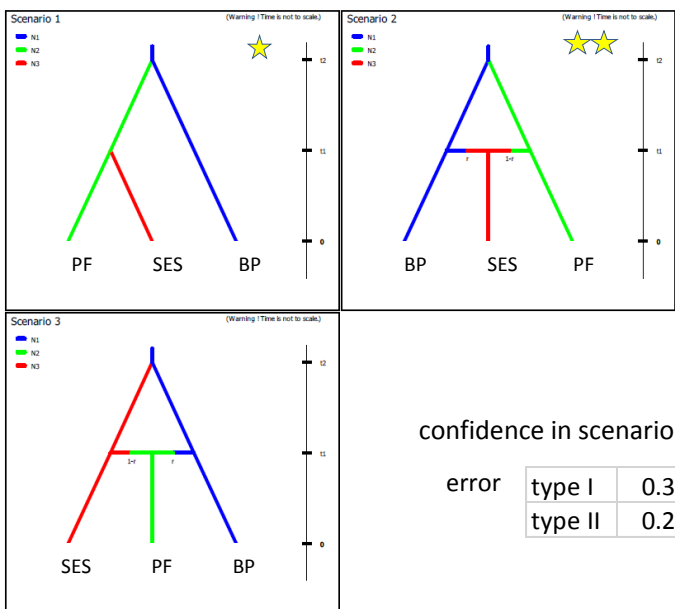 Scenario 1 (Warning ! Time is not to scale.)
N1
N2
N3
t2
t1
0
PF SES BP
Scenario 2 (Warning ! Time is not to scale.)
N1
N2
N3
t2
r 1-r t1
0
BP SES PF
Scenario 3 (Warning ! Time is not to scale.)
N1
N2
N3
t2
1-r r t1
0
SES PF BP
confidence in scenario
error type I 0.3
type II 0.2